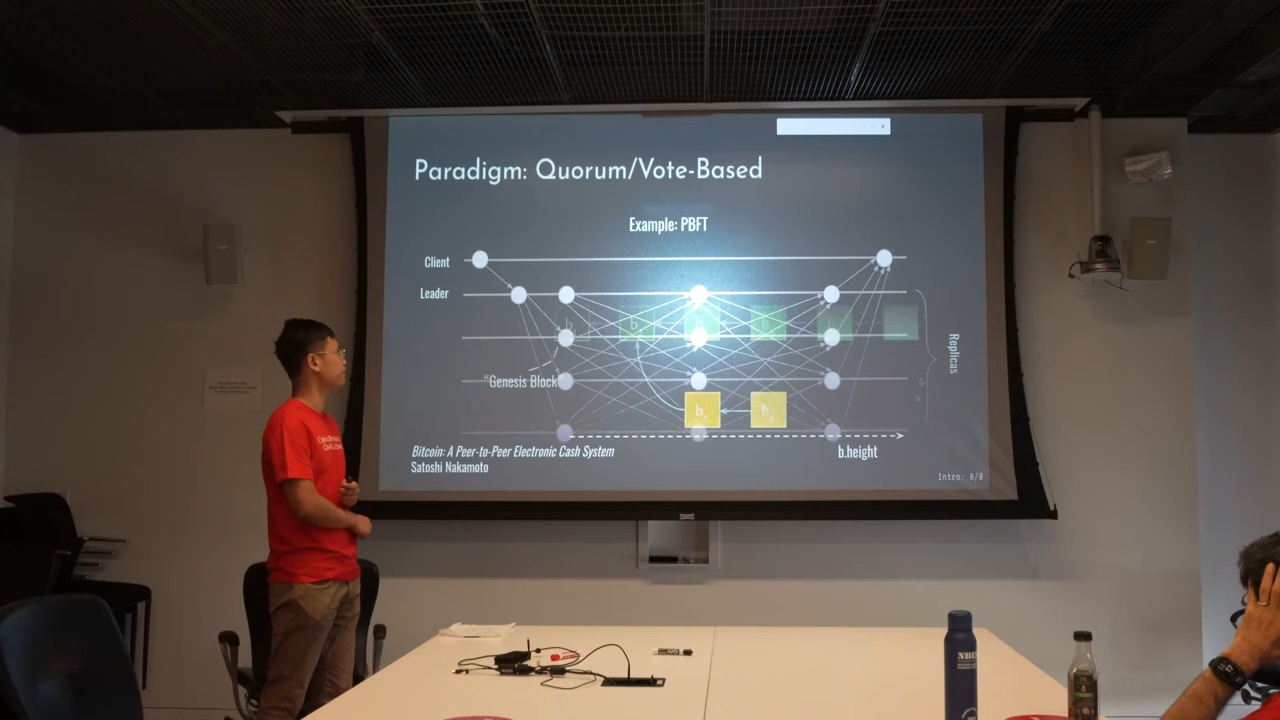 Paradigm: Quorum/Vote-Based
Example: PBFT
Client
Leader
Replicas
"Genesis Block
b
b
b
b.height
Bitcoin: A Peer-to-Peer Electronic Cash System
Satoshi Nakamoto
Intro: 8/8